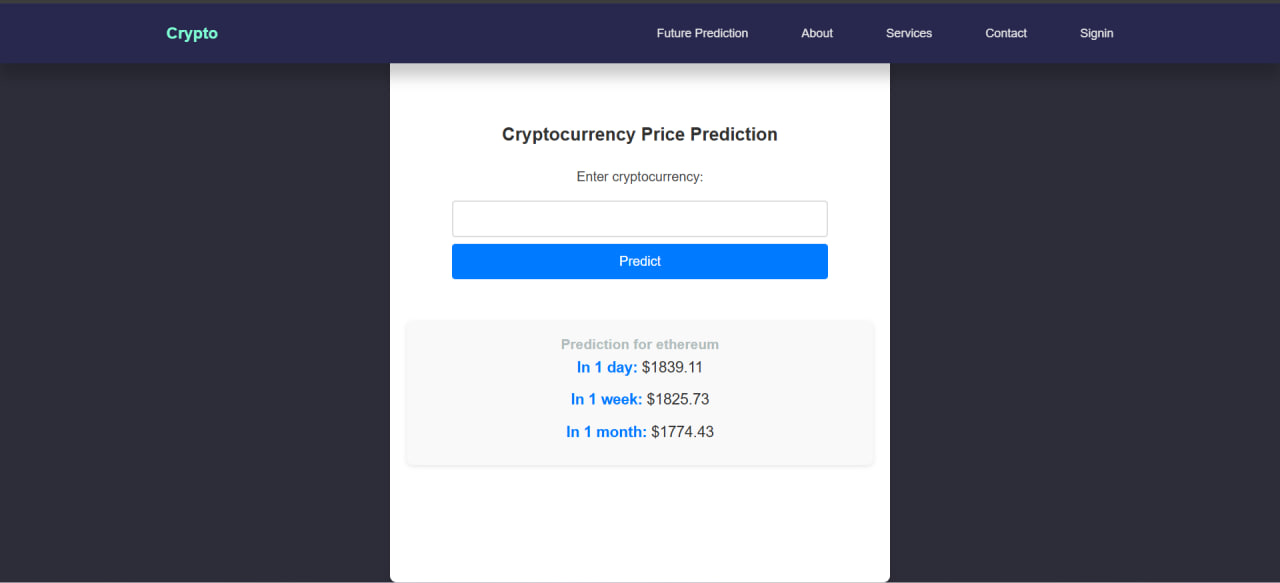 Crypto
Future Prediction
About
Services
Contact
Signin
Cryptocurrency Price Prediction
Enter cryptocurrency:
Predict
Prediction for ethereum
In 1 day: $1839.11
In 1 week: $1825.73
In 1 month: $1774.43